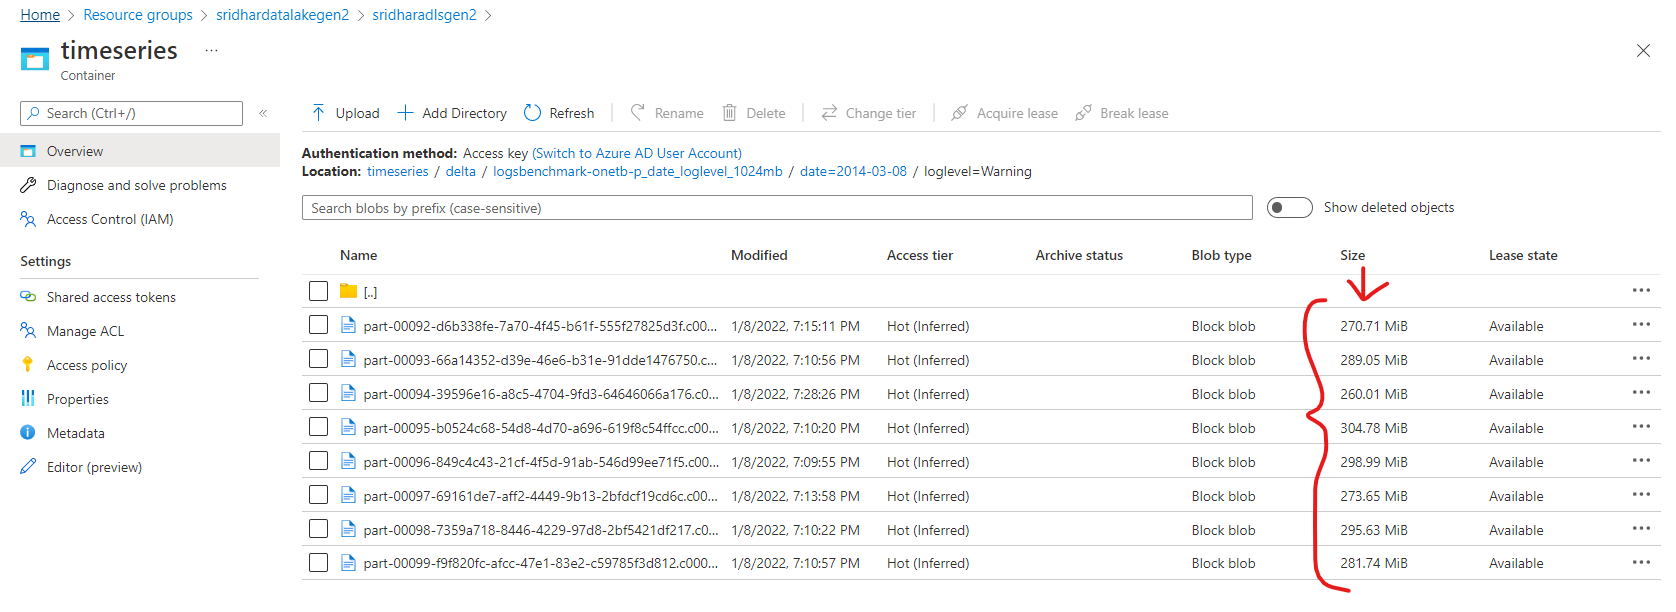 Home > Resource groups > sridhardatalakegen2 > sridharadlsgen2 >
timeseries ...
Container
Search (Ctrl+/) «
Overview
Diagnose and solve problems
Access Control (IAM)
Settings
Shared access tokens
Manage ACL
Access policy
Properties
Metadata
Editor (preview)
Upload Add Directory Refresh Rename Delete Change tier Acquire lease Break lease
Authentication method: Access key (Switch to Azure AD User Account)
Location: timeseries / delta / logsbenchmark-onetb-p_date_loglevel_1024mb / date=2014-03-08 / loglevel=Warning
Search blobs by prefix (case-sensitive) Show deleted objects
Name Modified Access tier Archive status Blob type Size Lease state
[..]
part-00092-d6b338fe-7a70-4f45-b61f-555f27825d3f.c00... 1/8/2022, 7:15:11 PM Hot (Inferred) Block blob 270.71 MiB Available
part-00093-66a14352-d39e-46e6-b31e-91dde1476750.c... 1/8/2022, 7:10:56 PM Hot (Inferred) Block blob 289.05 MiB Available
part-00094-39596e16-a8c5-4704-9fd3-64646066a176.c0... 1/8/2022, 7:28:26 PM Hot (Inferred) Block blob 260.01 MiB Available
part-00095-b0524c68-54d8-4d70-a696-619f8c54ffcc.c00... 1/8/2022, 7:10:20 PM Hot (Inferred) Block blob 304.78 MiB Available
part-00096-849c4c43-21cf-4f5d-91ab-546d99ee71f5.c00... 1/8/2022, 7:09:55 PM Hot (Inferred) Block blob 298.99 MiB Available
part-00097-69161de7-aff2-4449-9b13-2bfdcf19cd6c.c00... 1/8/2022, 7:13:58 PM Hot (Inferred) Block blob 273.65 MiB Available
part-00098-7359a718-8446-4229-97d8-2bf5421df217.c0... 1/8/2022, 7:10:22 PM Hot (Inferred) Block blob 295.63 MiB Available
part-00099-f9f820fc-afcc-47e1-83e2-c59785f3d812.c000... 1/8/2022, 7:10:57 PM Hot (Inferred) Block blob 281.74 MiB Available